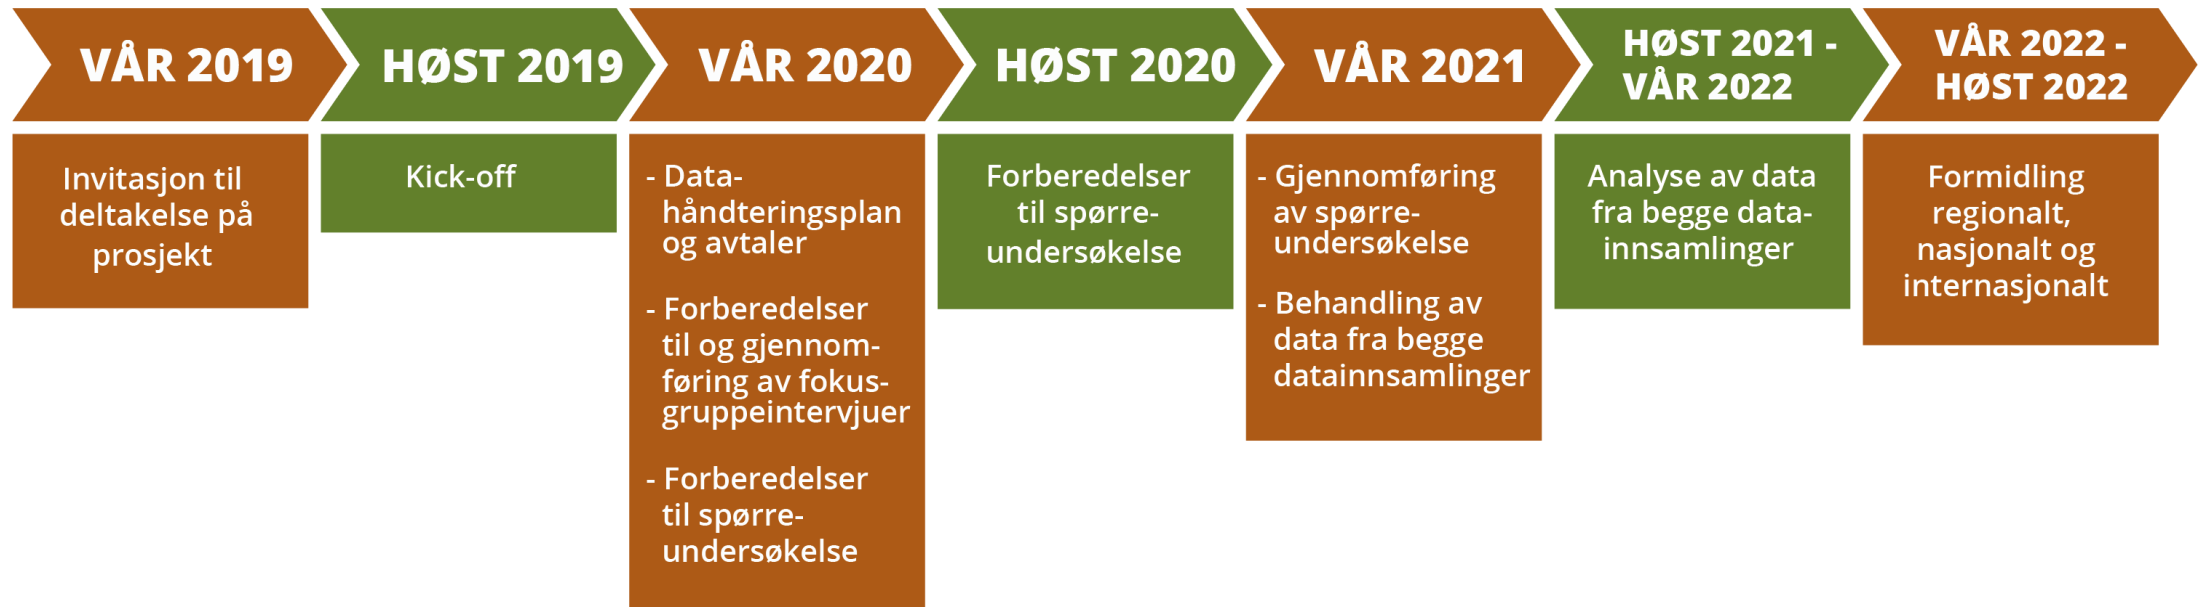 VÅR 2019
Invitasjon til
deltakelse på
prosjekt
HØST 2019
Kick-off
VÅR 2020
- Data-
håndteringsplan
og avtaler
- Forberedelser
til og gjennom-
føring av fokus-
gruppeintervjuer
- Forberedelser
til spørre-
undersøkelse
HØST 2020
Forberedelser
til spørre-
undersøkelse
VÅR 2021
- Gjennomføring
av spørre-
undersøkelse
- Behandling av
data fra begge
datainnsamlinger
HØST 2021 -
VÅR 2022
Analyse av data
fra begge data-
innsamlinger
VÅR 2022 -
HØST 2022
Formidling
regionalt,
nasjonalt og
internasjonalt